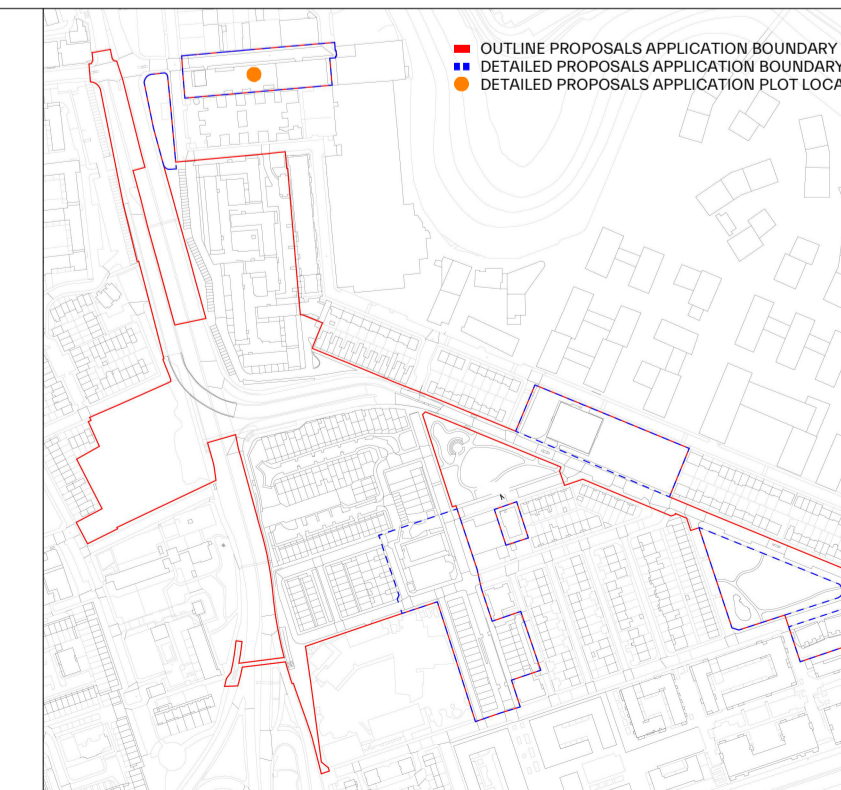 OUTLINE PROPOSALS APPLICATION BOUNDARY
DETAILED PROPOSALS APPLICATION BOUNDARY
DETAILED PROPOSALS APPLICATION PLOT LOCA